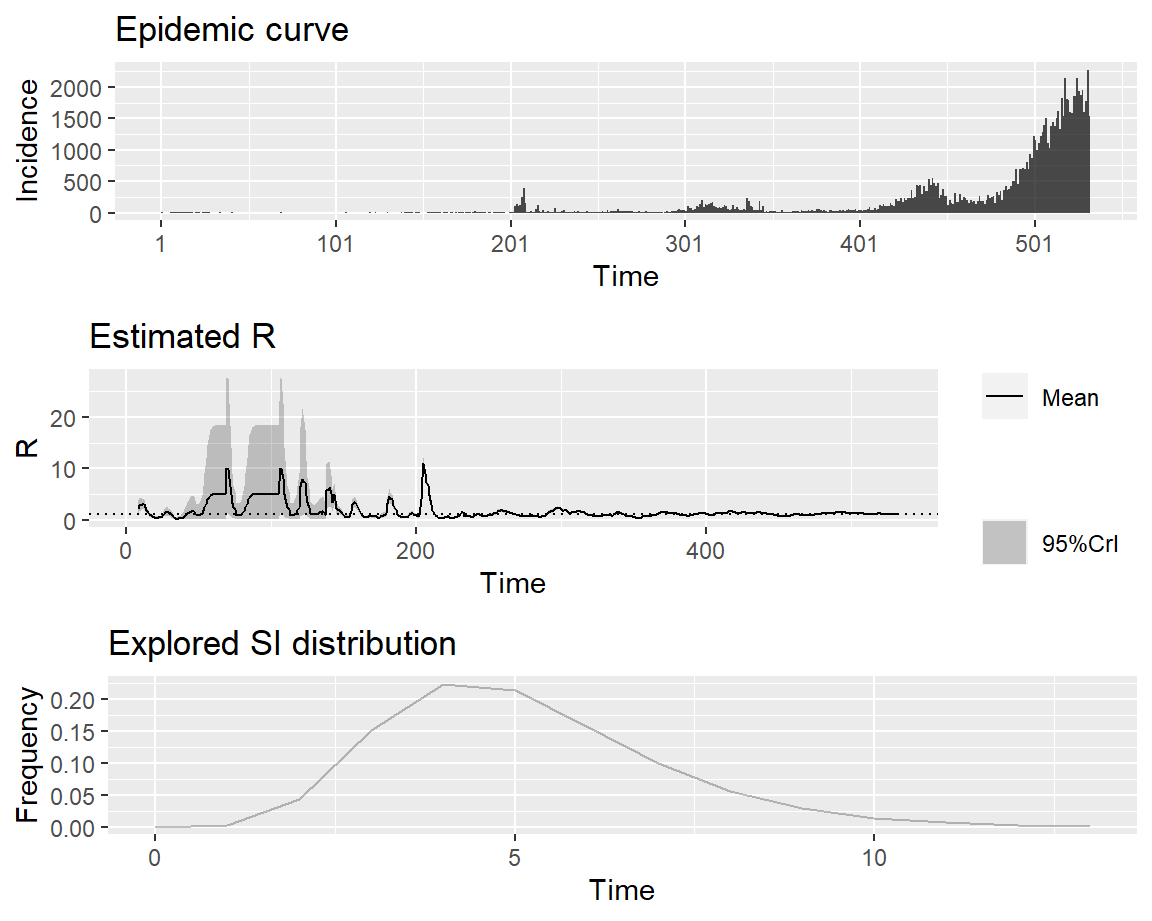 Epidemic curve
Incidence
2000
1500
1000
500
0
1 101 201 301 401 501
Time
Estimated R
R
20
10
0
0 200 400
Time
Mean
95%CrI
Explored SI distribution
Frequency
0.20
0.15
0.10
0.05
0.00
0 5 10
Time